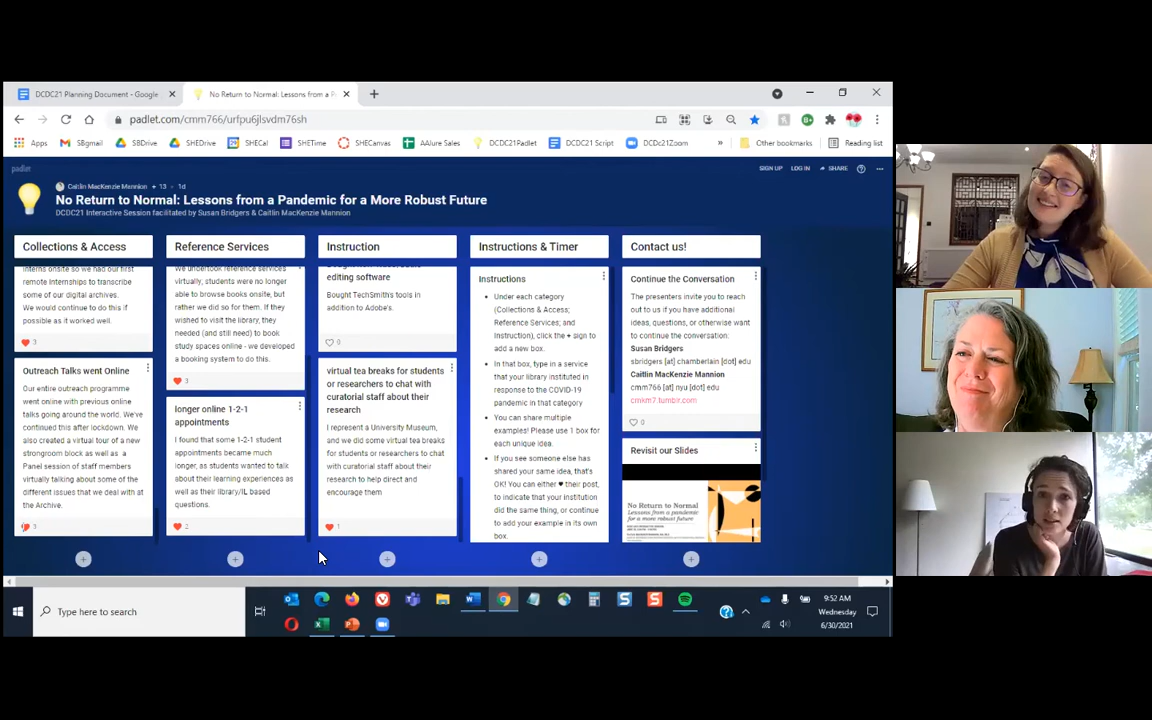 DCDC21 Planning Document - Google
No Return to Normal: Lessons from a P
padlet.com/cmm766/urfpu6jlsvdm76sh
Apps
SBgmail
SBDrive
SHEDrive
SHECal
SHETime
SHECanvas
AAlure Sales
DCDC21Padlet
DCDC21 Script
DCDCz1Zoom
»
Other bookmarks
Reading list
padlet
SIGN UP
LOG IN
SHARE
Caitlin MacKenzie Mannion + 13 • 1d
No Return to Normal: Lessons from a Pandemic for a More Robust Future
DCDC21 Interactive Session facilitated by Susan Bridgers & Caitlin MacKenzie Mannion
Collections & Access
interns onsite so we had our first
remote internships to transcribe
some of our digital archives.
We would continue to do this if
possible as it worked well.
3
Outreach Talks went Online
Our entire outreach programme
went online with previous online
talks going around the world. We've
continued this after lockdown. We
also created a virtual tour of a new
strongroom block as well as a
Panel session of staff members
virtually talking about some of the
different issues that we deal with at
the Archive.
3
Reference Services
We undertook reference services
virtually, students were no longer
able to browse books onsite, but
rather we did so for them. If they
wished to visit the library, they
needed (and still need) to book
study spaces online - we developed
a booking system to do this.
3
longer online 1-2-1
appointments
I found that some 1-2-1 student
appointments became much
longer, as students wanted to talk
about their learning experiences as
well as their library/IL based
questions.
2
Instruction
editing software
Bought TechSmith's tools in
addition to Adobe's.
0
virtual tea breaks for students
or researchers to chat with
curatorial staff about their
research
I represent a University Museum,
and we did some virtual tea breaks
for students or researchers to chat
with curatorial staff about their
research to help direct and
encourage them
1
Instructions & Timer
Instructions
• Under each category
(Collections & Access;
Reference Services; and
Instruction), click the + sign to
add a new box.
• In that box, type in a service
that your library instituted in
response to the COVID-19
pandemic in that category
• You can share multiple
examples! Please use 1 box for
each unique idea.
• If you see someone else has
shared your same idea, that's
OK! You can either ♥ their post,
to indicate that your institution
did the same thing, or continue
to add your example in its own
box.
Contact us!
Continue the Conversation
The presenters invite you to reach
out to us if you have additional
ideas, questions, or otherwise want
to continue the conversation:
Susan Bridgers
sbridgers [at] chamberlain [dot] edu
Caitlin MacKenzie Mannion
cmm766 [at] nyu [dot] edu
cmkm7.tumblr.com
0
Revisit our Slides
No Return to Normal
Lessons from a pandemic
for a more robust future
Type here to search
9:52 AM
Wednesday
6/30/2021